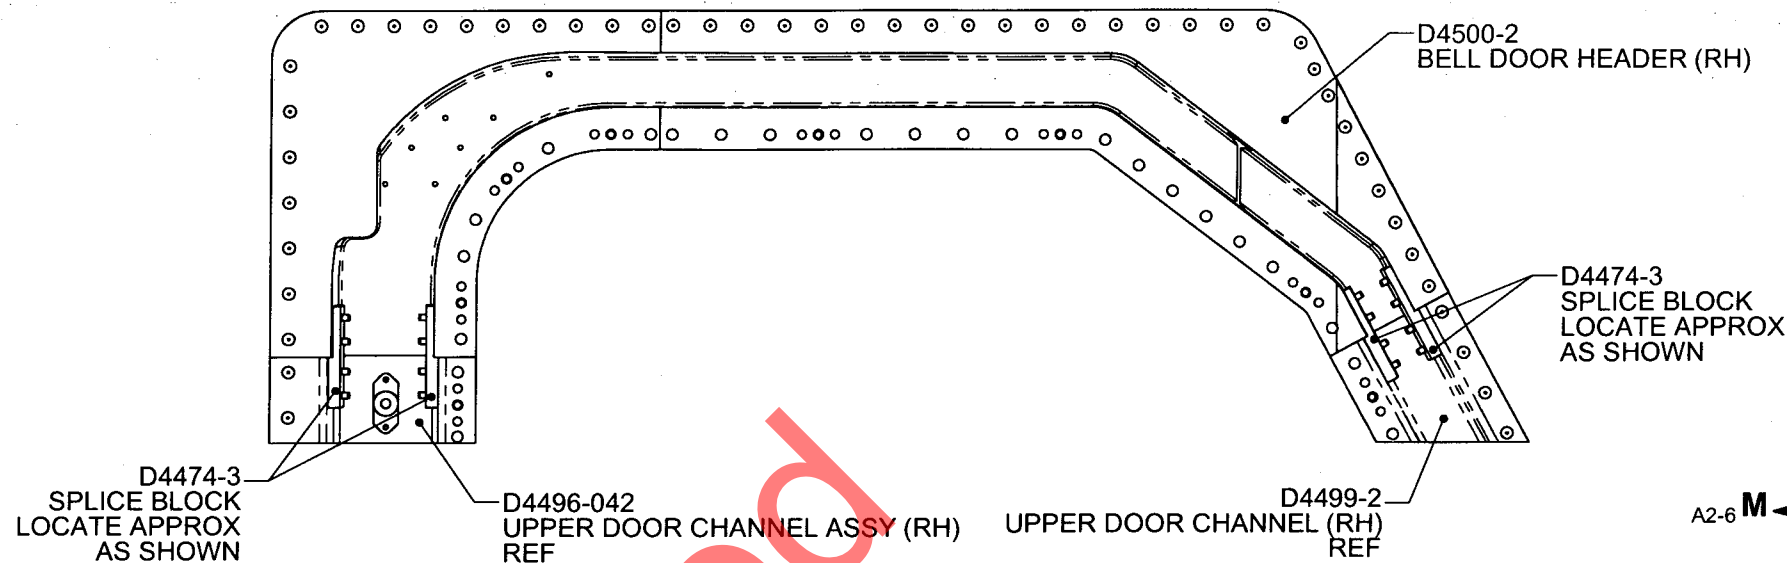 D4500-2
BELL DOOR HEADER (RH)
D4474-3
SPLICE BLOCK
LOCATE APPROX
AS SHOWN
D4474-3
SPLICE BLOCK
LOCATE APPROX
AS SHOWN
D4496-042
UPPER DOOR CHANNEL ASSY (RH)
REF
D4499-2
UPPER DOOR CHANNEL (RH)
REF
A2-6 M